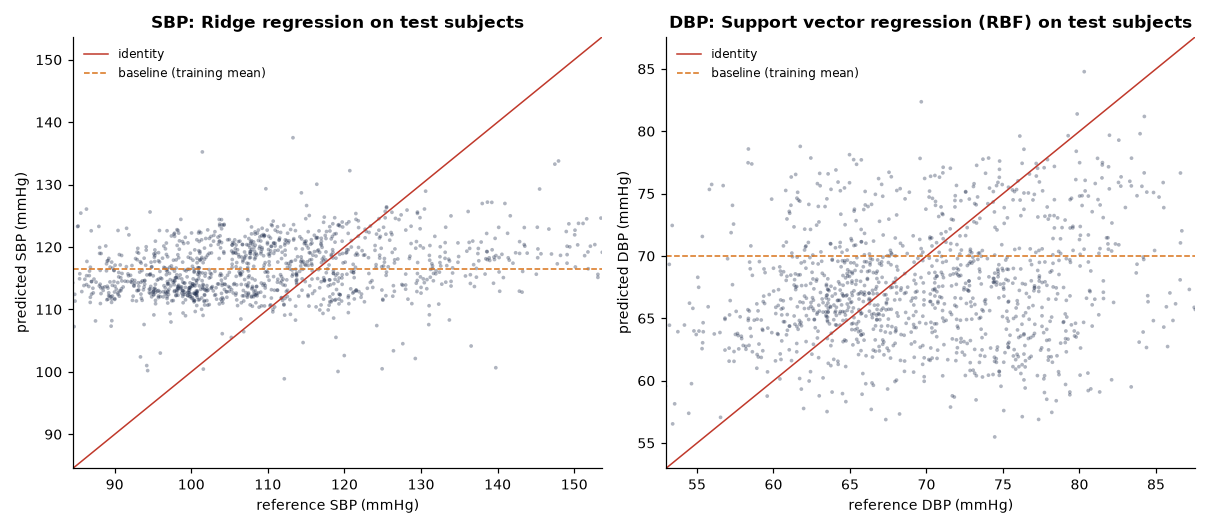 SBP: Ridge regression on test subjects
identity
baseline (training mean)
150
140
130
120
110
100
90
predicted SBP (mmHg)
90 100 110 120 130 140 150
reference SBP (mmHg)
DBP: Support vector regression (RBF) on test subjects
identity
baseline (training mean)
85
80
75
70
65
60
55
predicted DBP (mmHg)
55 60 65 70 75 80 85
reference DBP (mmHg)